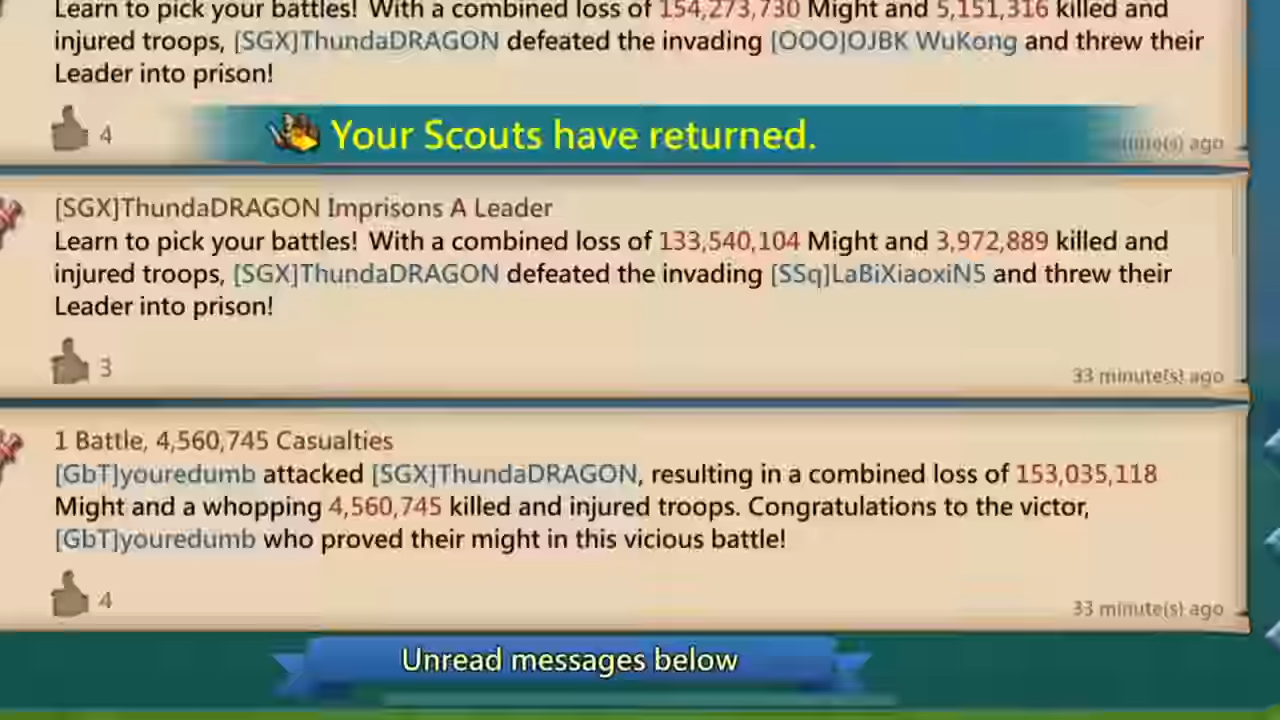 Learn to pick your battles! With a combined loss of 154,273,730 Might and 5,151,316 killed and
injured troops, [SGX]ThundaDRAGON defeated the invading [OOO]OJBK WuKong and threw their
Leader into prison!
4
Your Scouts have returned.
ago
[SGX]ThundaDRAGON Imprisons A Leader
Learn to pick your battles! With a combined loss of 133,540,104 Might and 3,972,889 killed and
injured troops, [SGX]ThundaDRAGON defeated the invading [SSq]LaBiXiaoxiN5 and threw their
Leader into prison!
3
33 minute(s) ago
1 Battle, 4,560,745 Casualties
[GbT]youredumb attacked [SGX]ThundaDRAGON, resulting in a combined loss of 153,035,118
Might and a whopping 4,560,745 killed and injured troops. Congratulations to the victor,
[GbT]youredumb who proved their might in this vicious battle!
4
33 minute(s) ago
Unread messages below